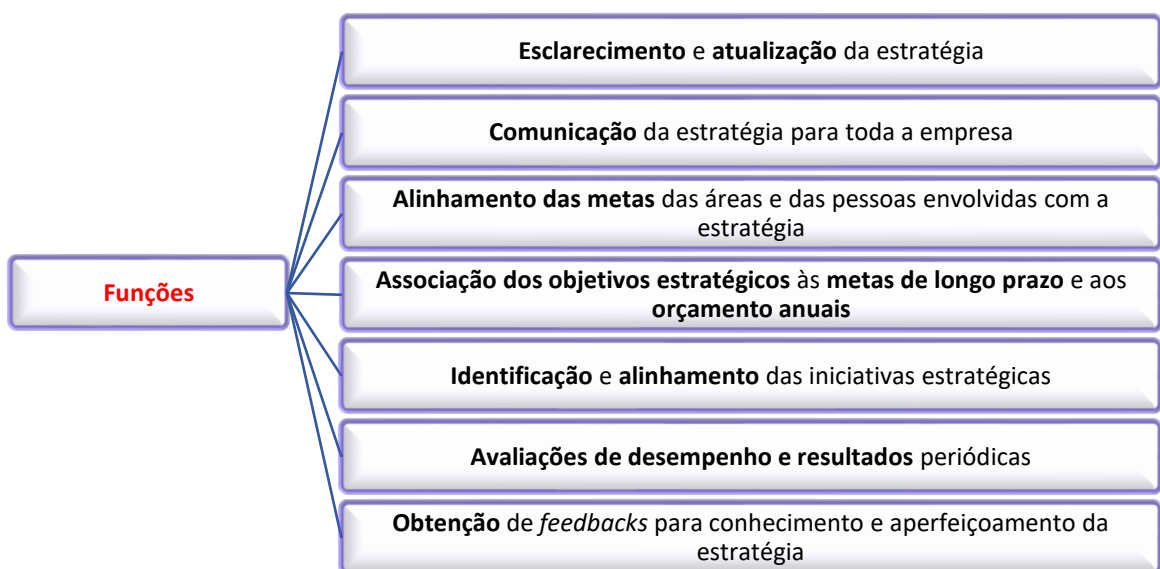 Esclarecimento e atualização da estratégia
Comunicação da estratégia para toda a empresa
Alinhamento das metas das áreas e das pessoas envolvidas com a
estratégia
Funções
Associação dos objetivos estratégicos às metas de longo prazo e aos
orçamento anuais
Identificação e alinhamento das iniciativas estratégicas
Avaliações de desempenho e resultados periódicas
Obtenção de feedbacks para conhecimento e aperfeiçoamento da
estratégia